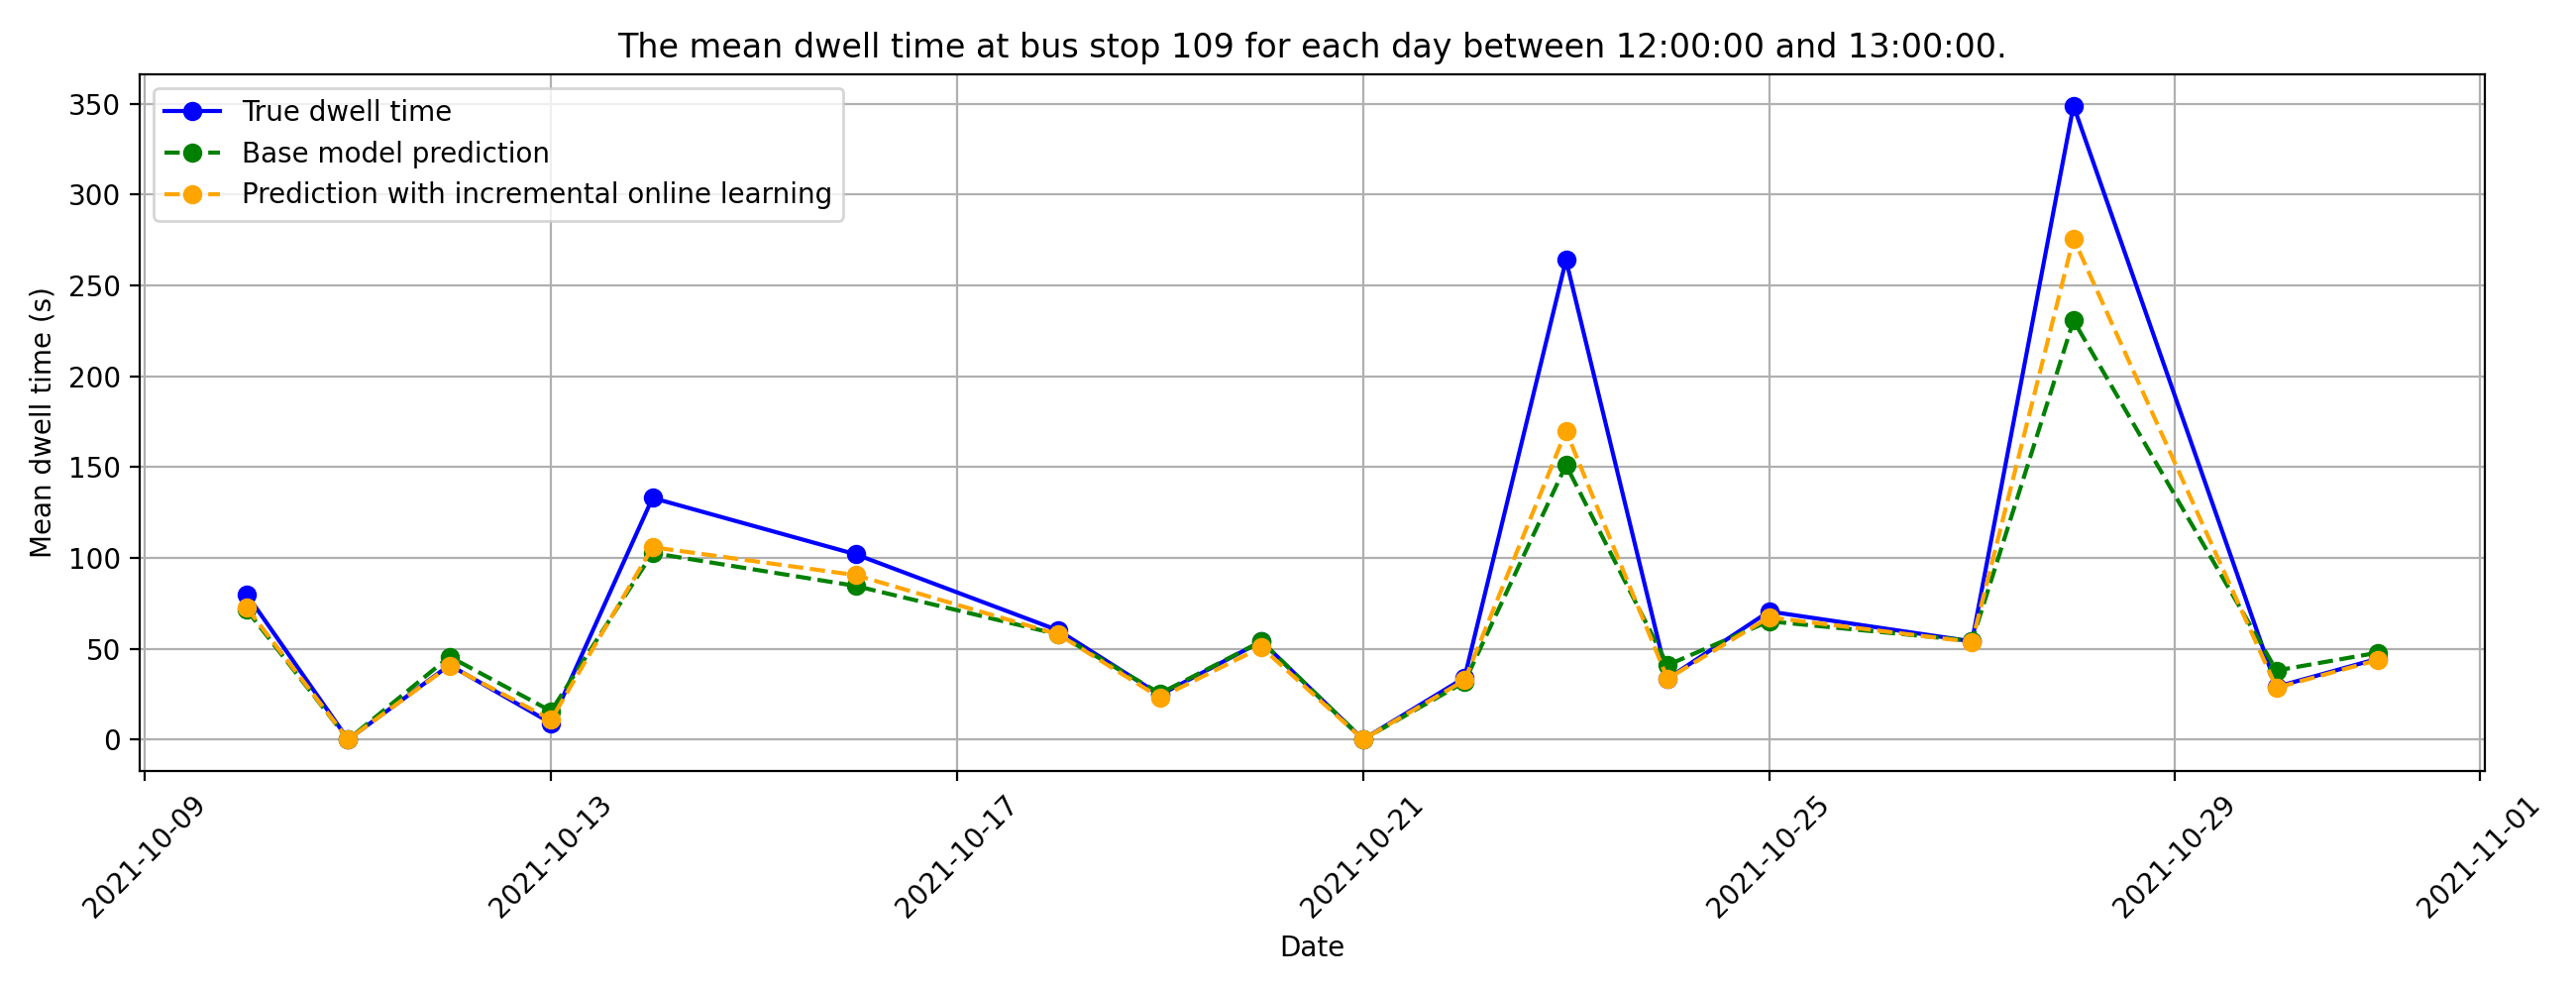 The mean dwell time at bus stop 109 for each day between 12:00:00 and 13:00:00.
True dwell time
Base model prediction
Prediction with incremental online learning
Mean dwell time (s)
350
300
250
200
150
100
50
0
2021-10-09
2021-10-13
2021-10-17
2021-10-21
2021-10-25
2021-10-29
2021-11-01
Date